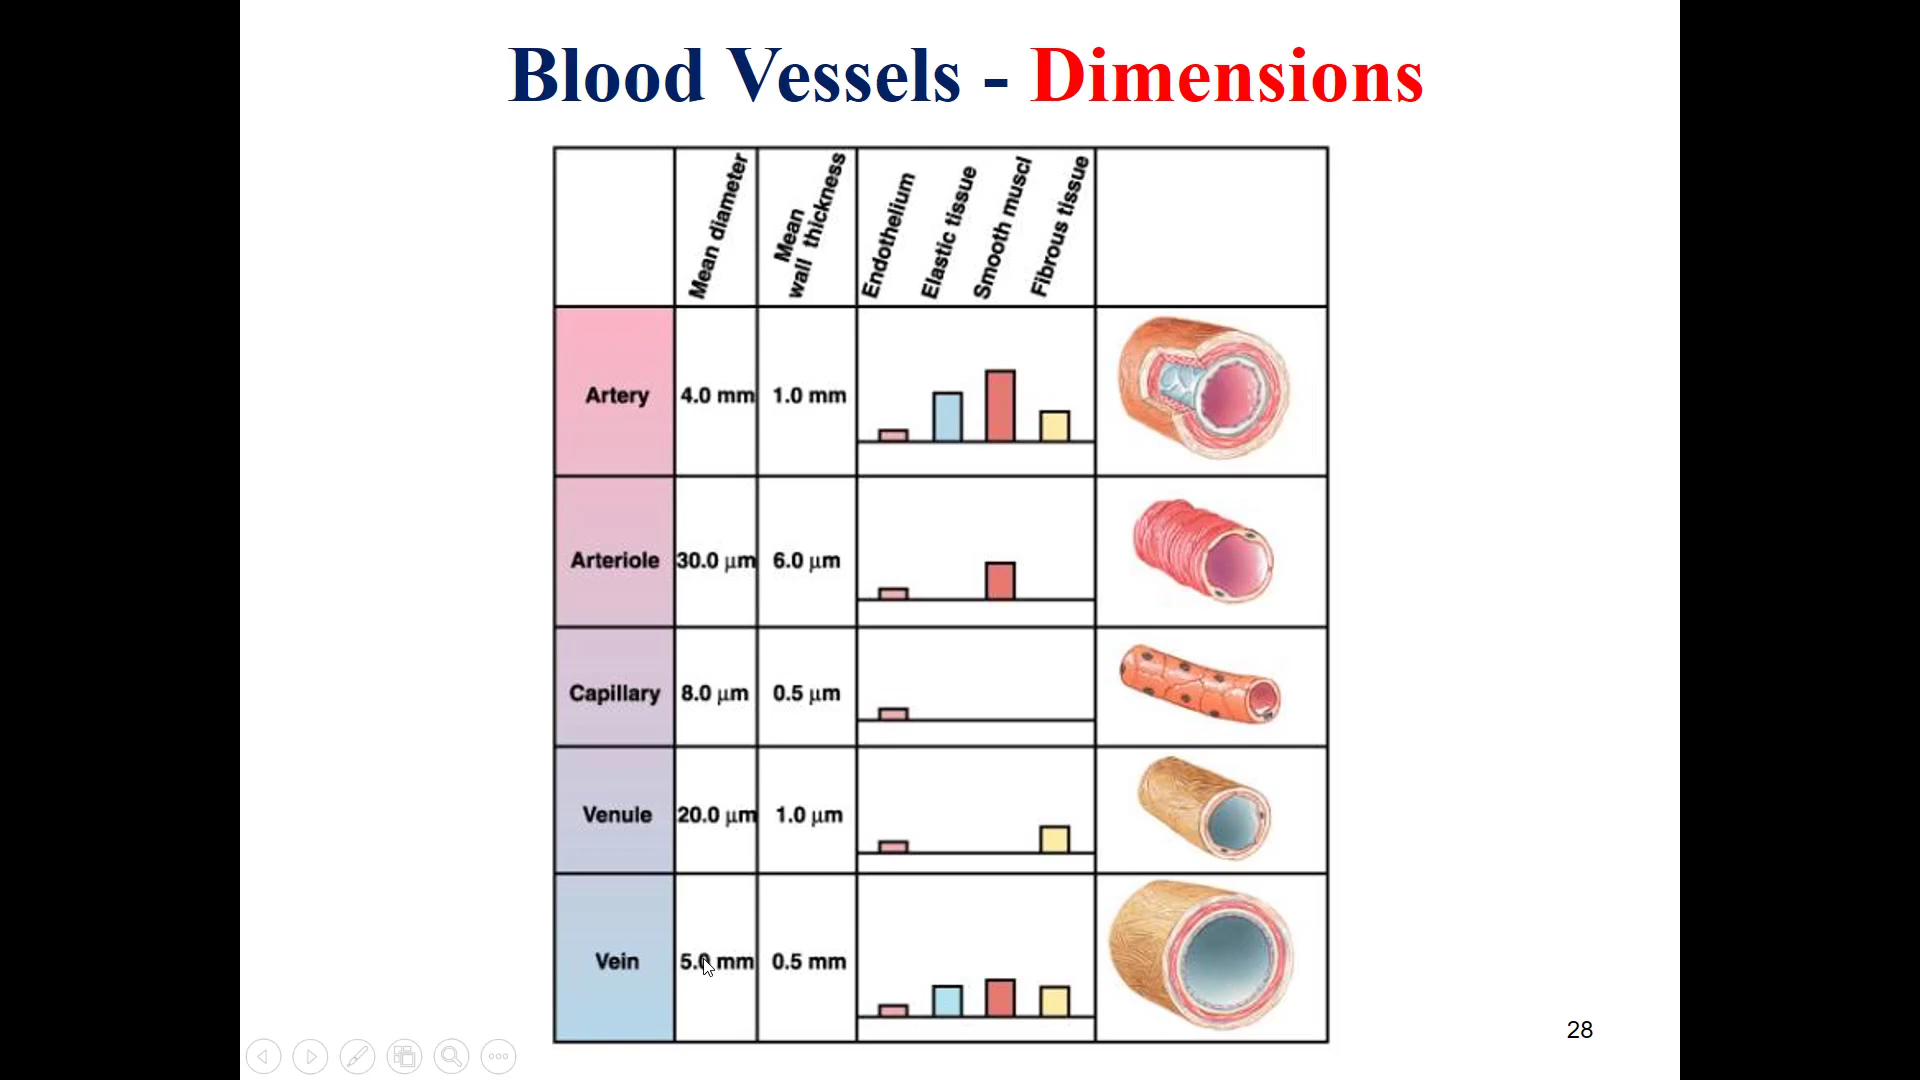 Blood Vessels - Dimensions
Mean diameter
Mean
wall thickness
Endothelium
Elastic tissue
Smooth muscl
Fibrous tissue
Artery 4.0 mm 1.0 mm
Arteriole 30.0 μm 6.0 μm
Capillary 8.0 μm 0.5 μm
Venule 20.0 μm 1.0 μm
Vein 5.0 mm 0.5 mm
28